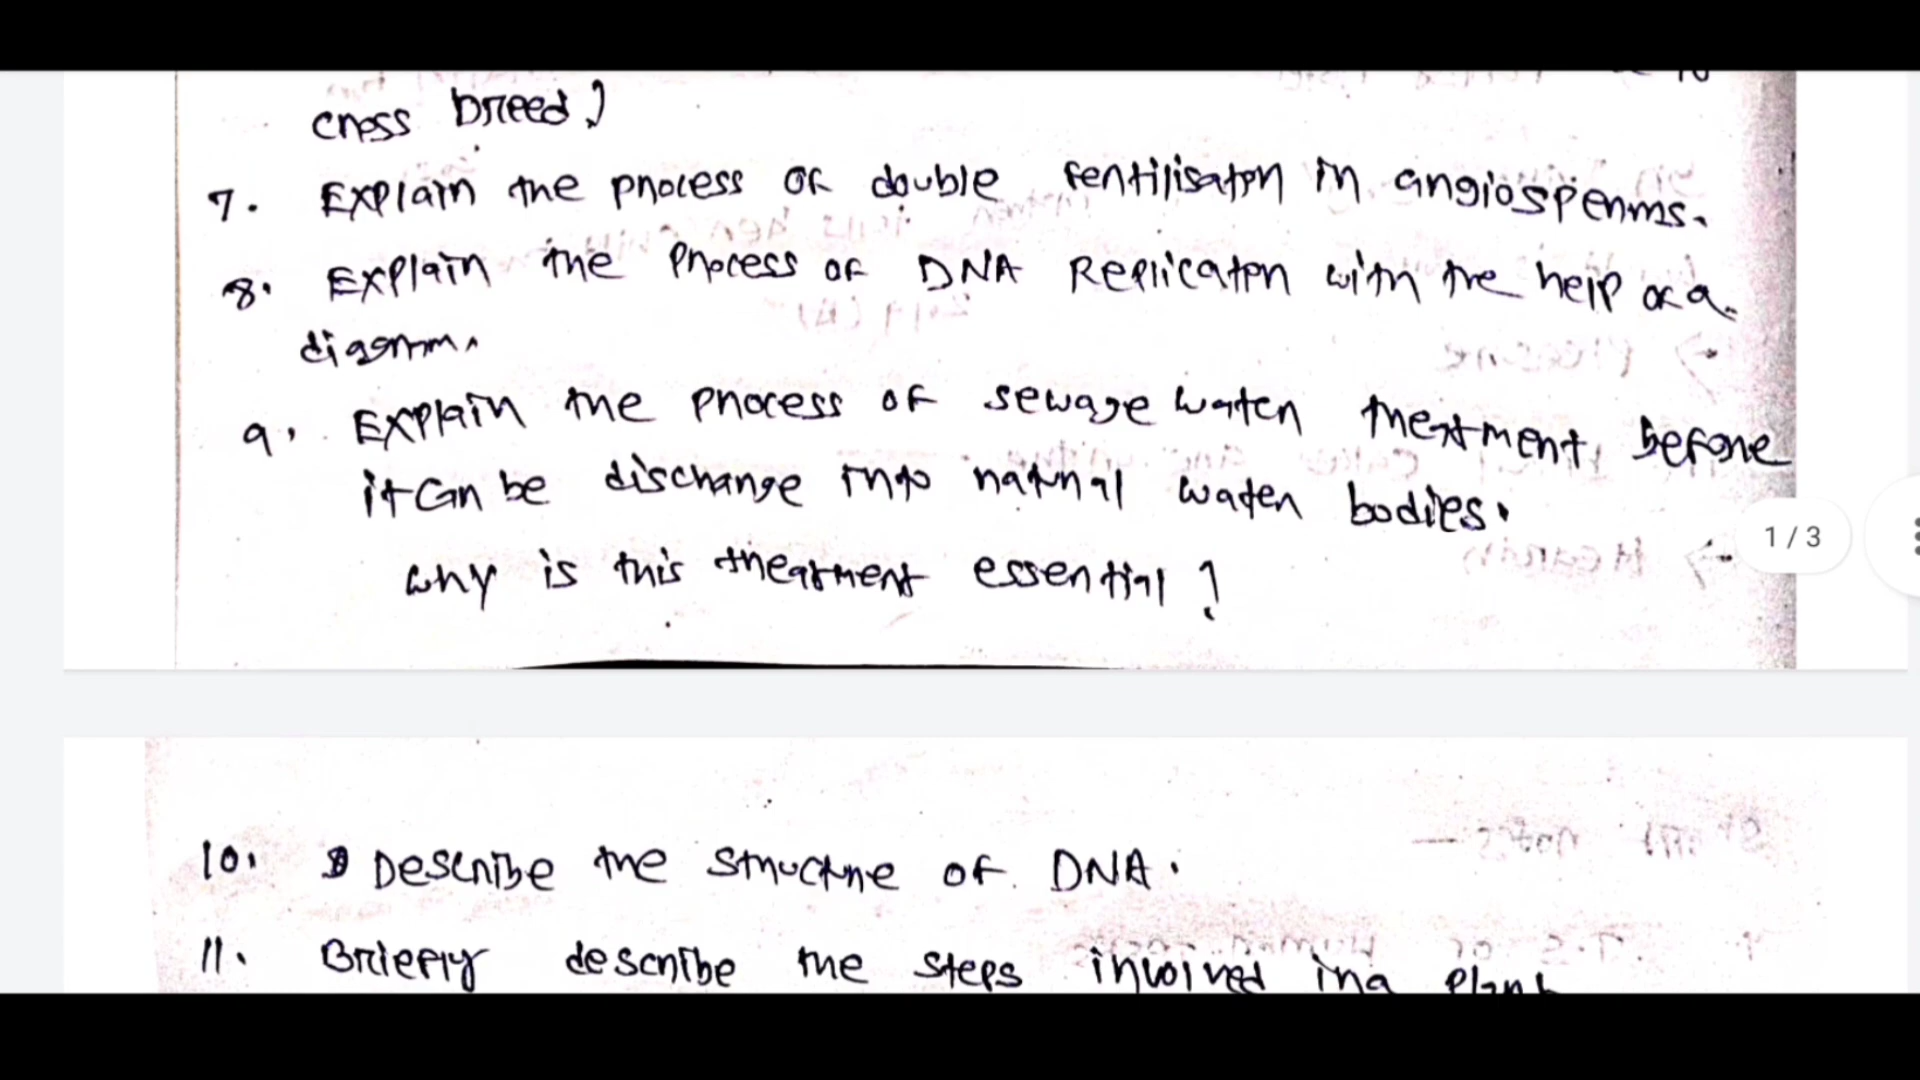 cross breed)
7. Explain the process of double fertilisation in angiosperms.
8. Explain the process of DNA Replication with the help of a
diagram.
9. Explain the process of sewage water treatment, before
it can be discharge into natural water bodies.
1 / 3
why is this treatment essential ?
10. Describe the structure of DNA.
11. Briefly describe the steps involved in a plant